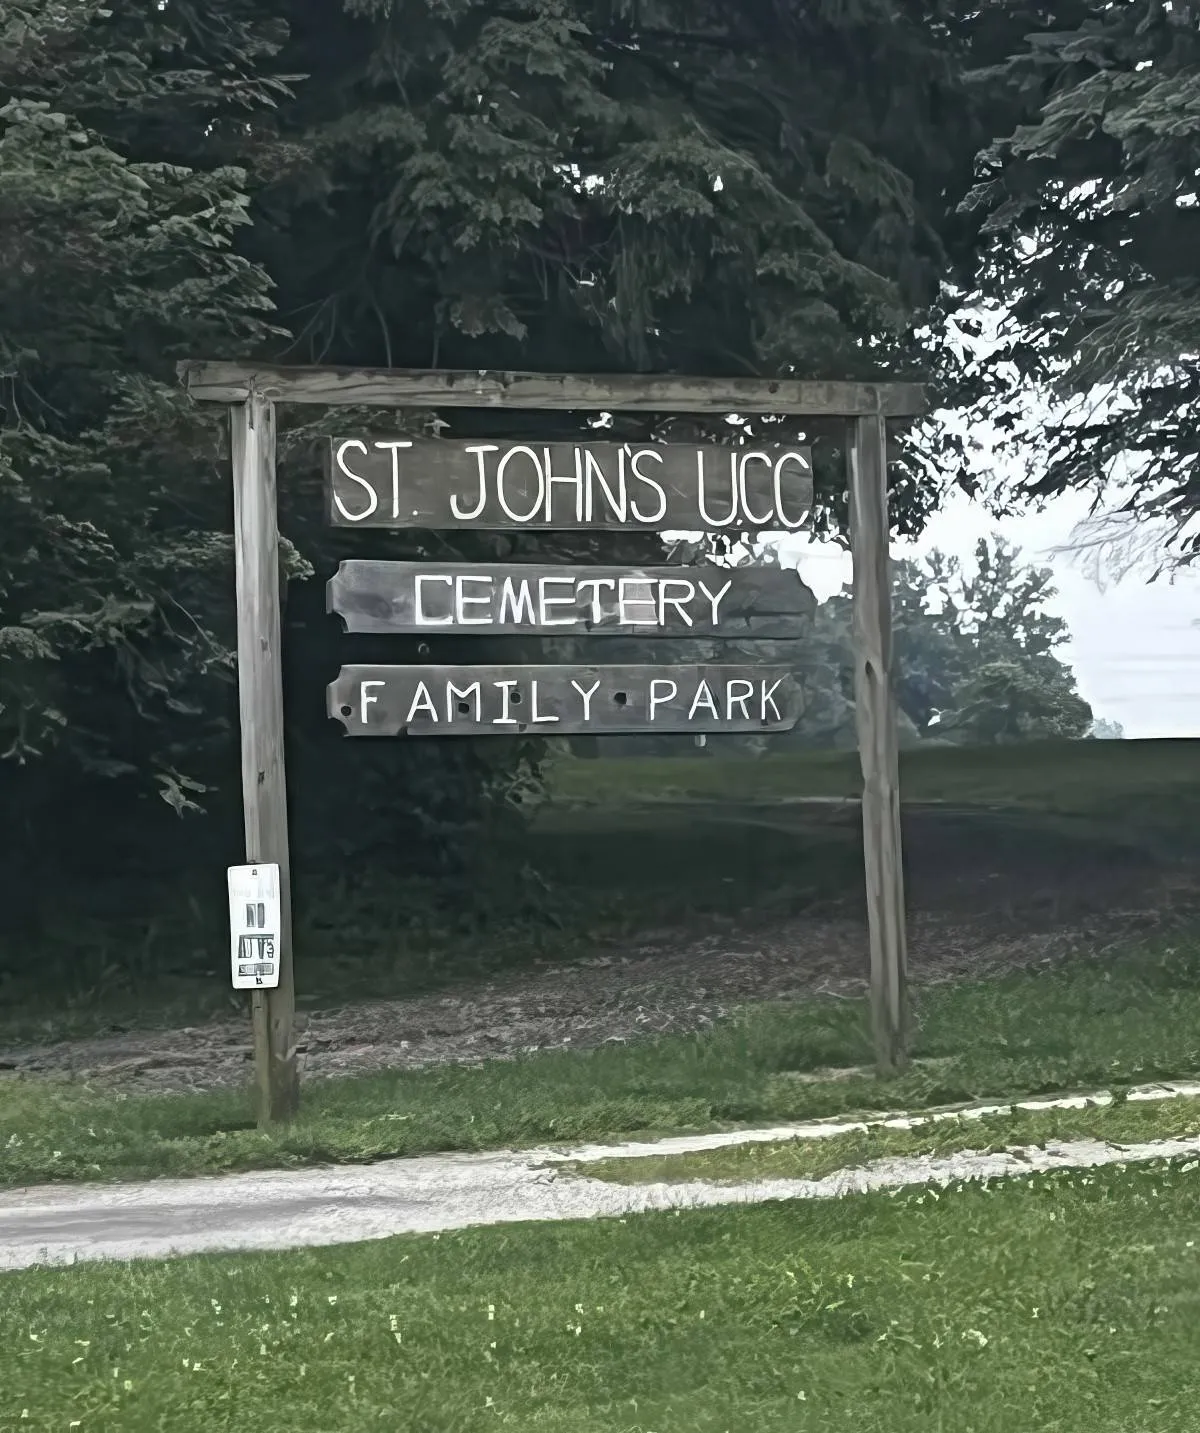 ST. JOHN'S U.C.C
CEMETERY
FAMILY PARK